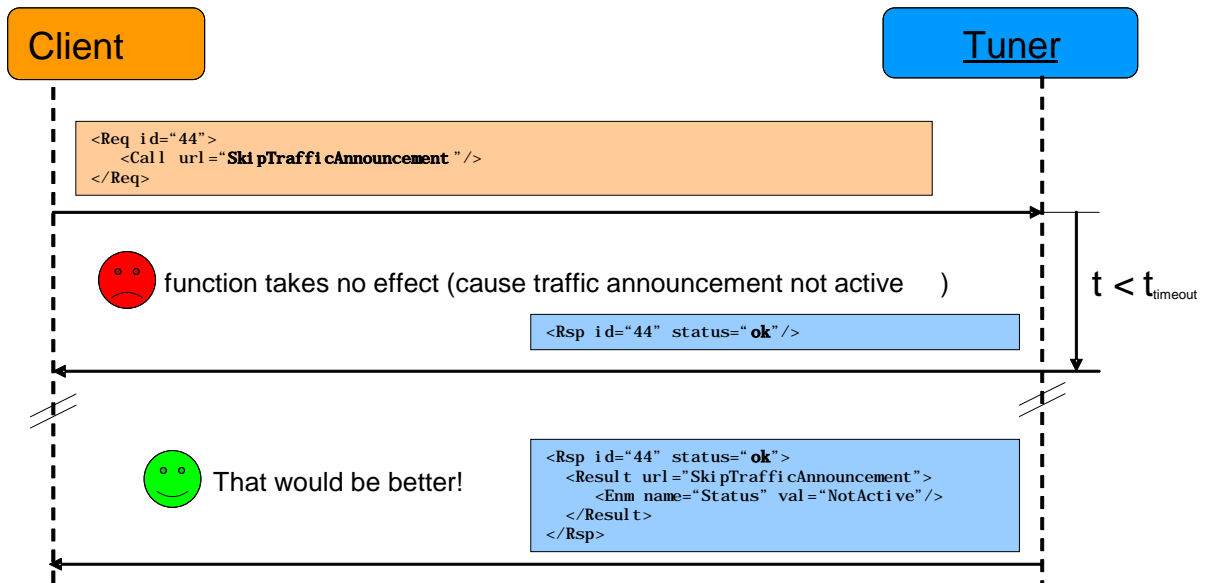 Client
Tuner
<Req id=“44”>
<Call url=“SkipTrafficAnnouncement”/>
</Req>
function takes no effect (cause traffic announcement not active )
t < ttimeout
<Rsp id=“44” status=“ok”/>
That would be better!
<Rsp id=“44” status=“ok”>
<Result url=”SkipTrafficAnnouncement”>
<Enm name=“Status” val=“NotActive”/>
</Result>
</Rsp>